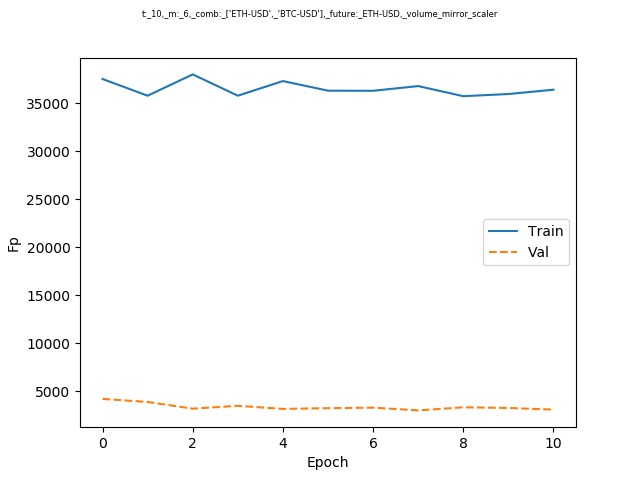 t:_10,_m:_6,_comb:_['ETH-USD',_'BTC-USD'],_future:_ETH-USD,_volume_mirror_scaler
35000
30000
25000
20000
15000
10000
5000
Fp
Train
Val
0 2 4 6 8 10
Epoch